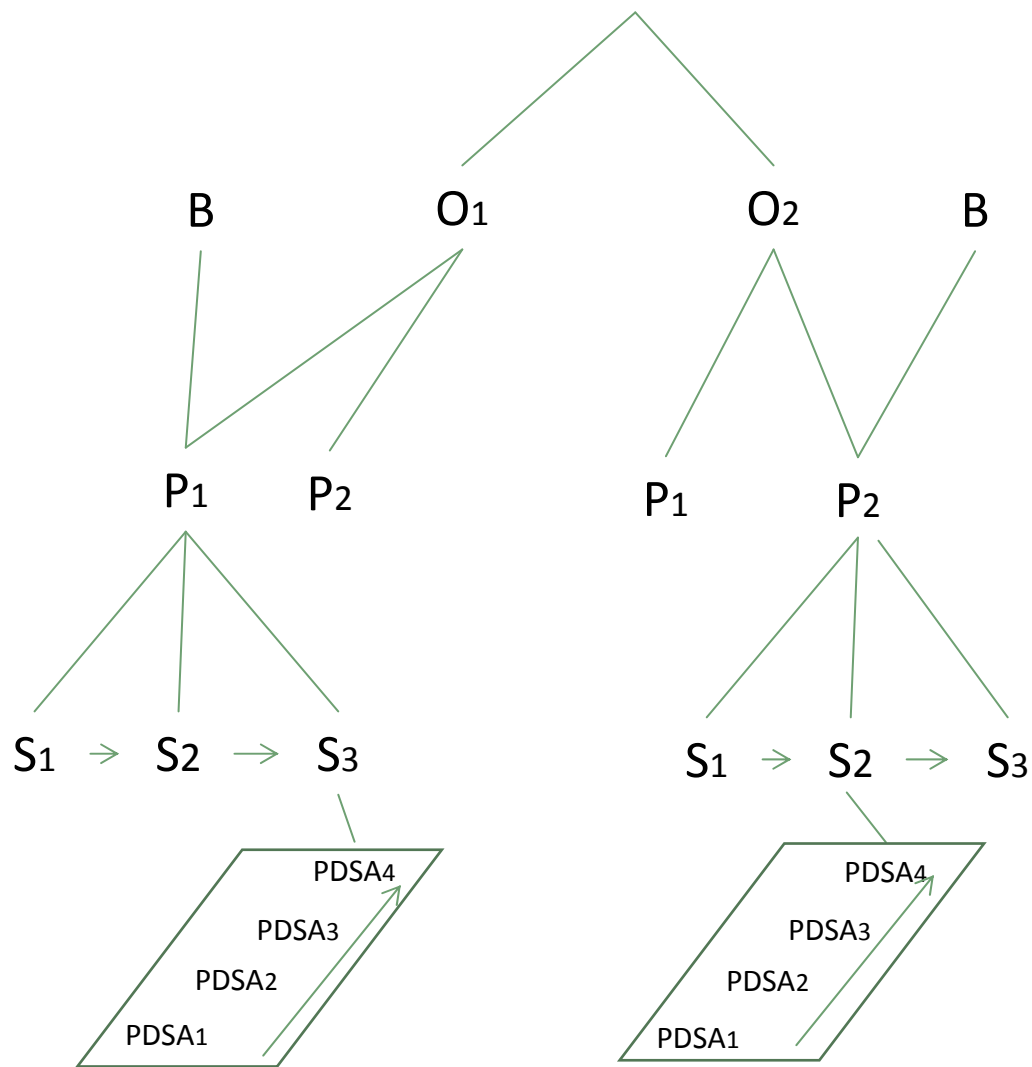 B O1 O2 B
P1 P2 P1 P2
S1 S2 S3 S1 S2 S3
PDSA4 PDSA4
PDSA3 PDSA3
PDSA2 PDSA2
PDSA1 PDSA1